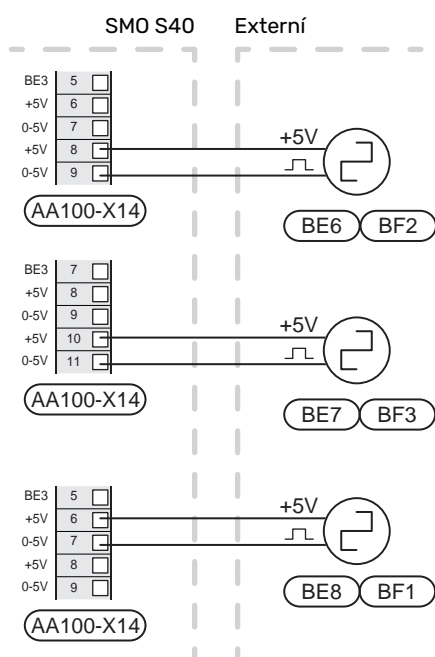 SMO S40 Externí
BE3 5
+5V 6
0-5V 7
+5V 8
0-5V 9
+5V
AA100-X14
BE6 BF2
BE3 7
+5V 8
0-5V 9
+5V 10
0-5V 11
+5V
AA100-X14
BE7 BF3
BE3 5
+5V 6
0-5V 7
+5V 8
0-5V 9
+5V
AA100-X14
BE8 BF1